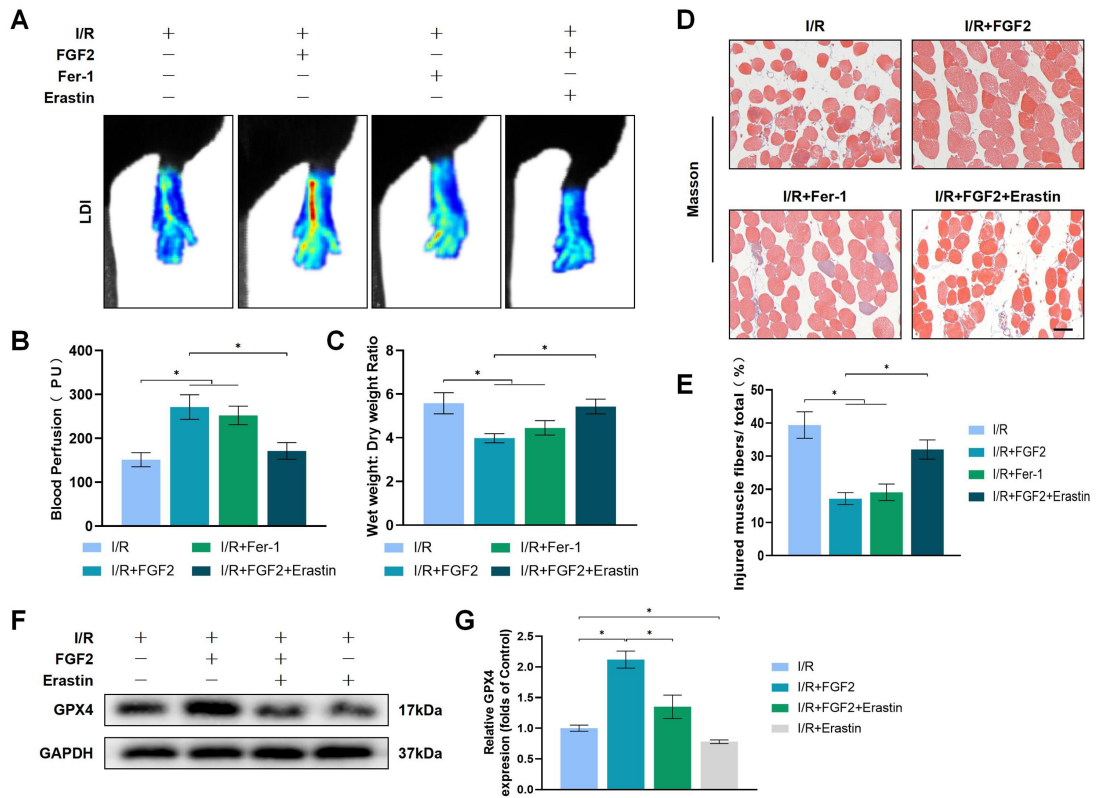 A
I/R + + + +
FGF2 − + − +
Fer-1 − − + −
Erastin − − − +
LDI
B
Blood Perfusion（PU）
400
300
200
100
0
*
*
I/R
I/R+FGF2
I/R+Fer-1
I/R+FGF2+Erastin
C
Wet weight: Dry weight Ratio
8
6
4
2
0
*
*
I/R
I/R+FGF2
I/R+Fer-1
I/R+FGF2+Erastin
D
I/R
I/R+FGF2
Masson
I/R+Fer-1
I/R+FGF2+Erastin
E
Injured muscle fibers/ total（%）
50
40
30
20
10
0
*
*
I/R
I/R+FGF2
I/R+Fer-1
I/R+FGF2+Erastin
F
I/R + + + +
FGF2 − + + −
Erastin − − + +
GPX4 17kDa
GAPDH 37kDa
G
Relative GPX4
expresion (folds of Control)
2.5
2.0
1.5
1.0
0.5
0.0
*
*
*
I/R
I/R+FGF2
I/R+FGF2+Erastin
I/R+Erastin